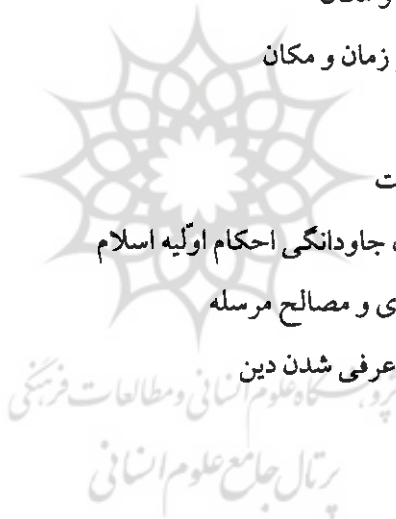 و مکان
زمان و مکان
ت
جاودانگی احکام اوّلیه اسلام
ی و مصالح مرسله
عرفی شدن دین
پژوهشگاه علوم انسانی و مطالعات فرهنگی
پرتال جامع علوم انسانی